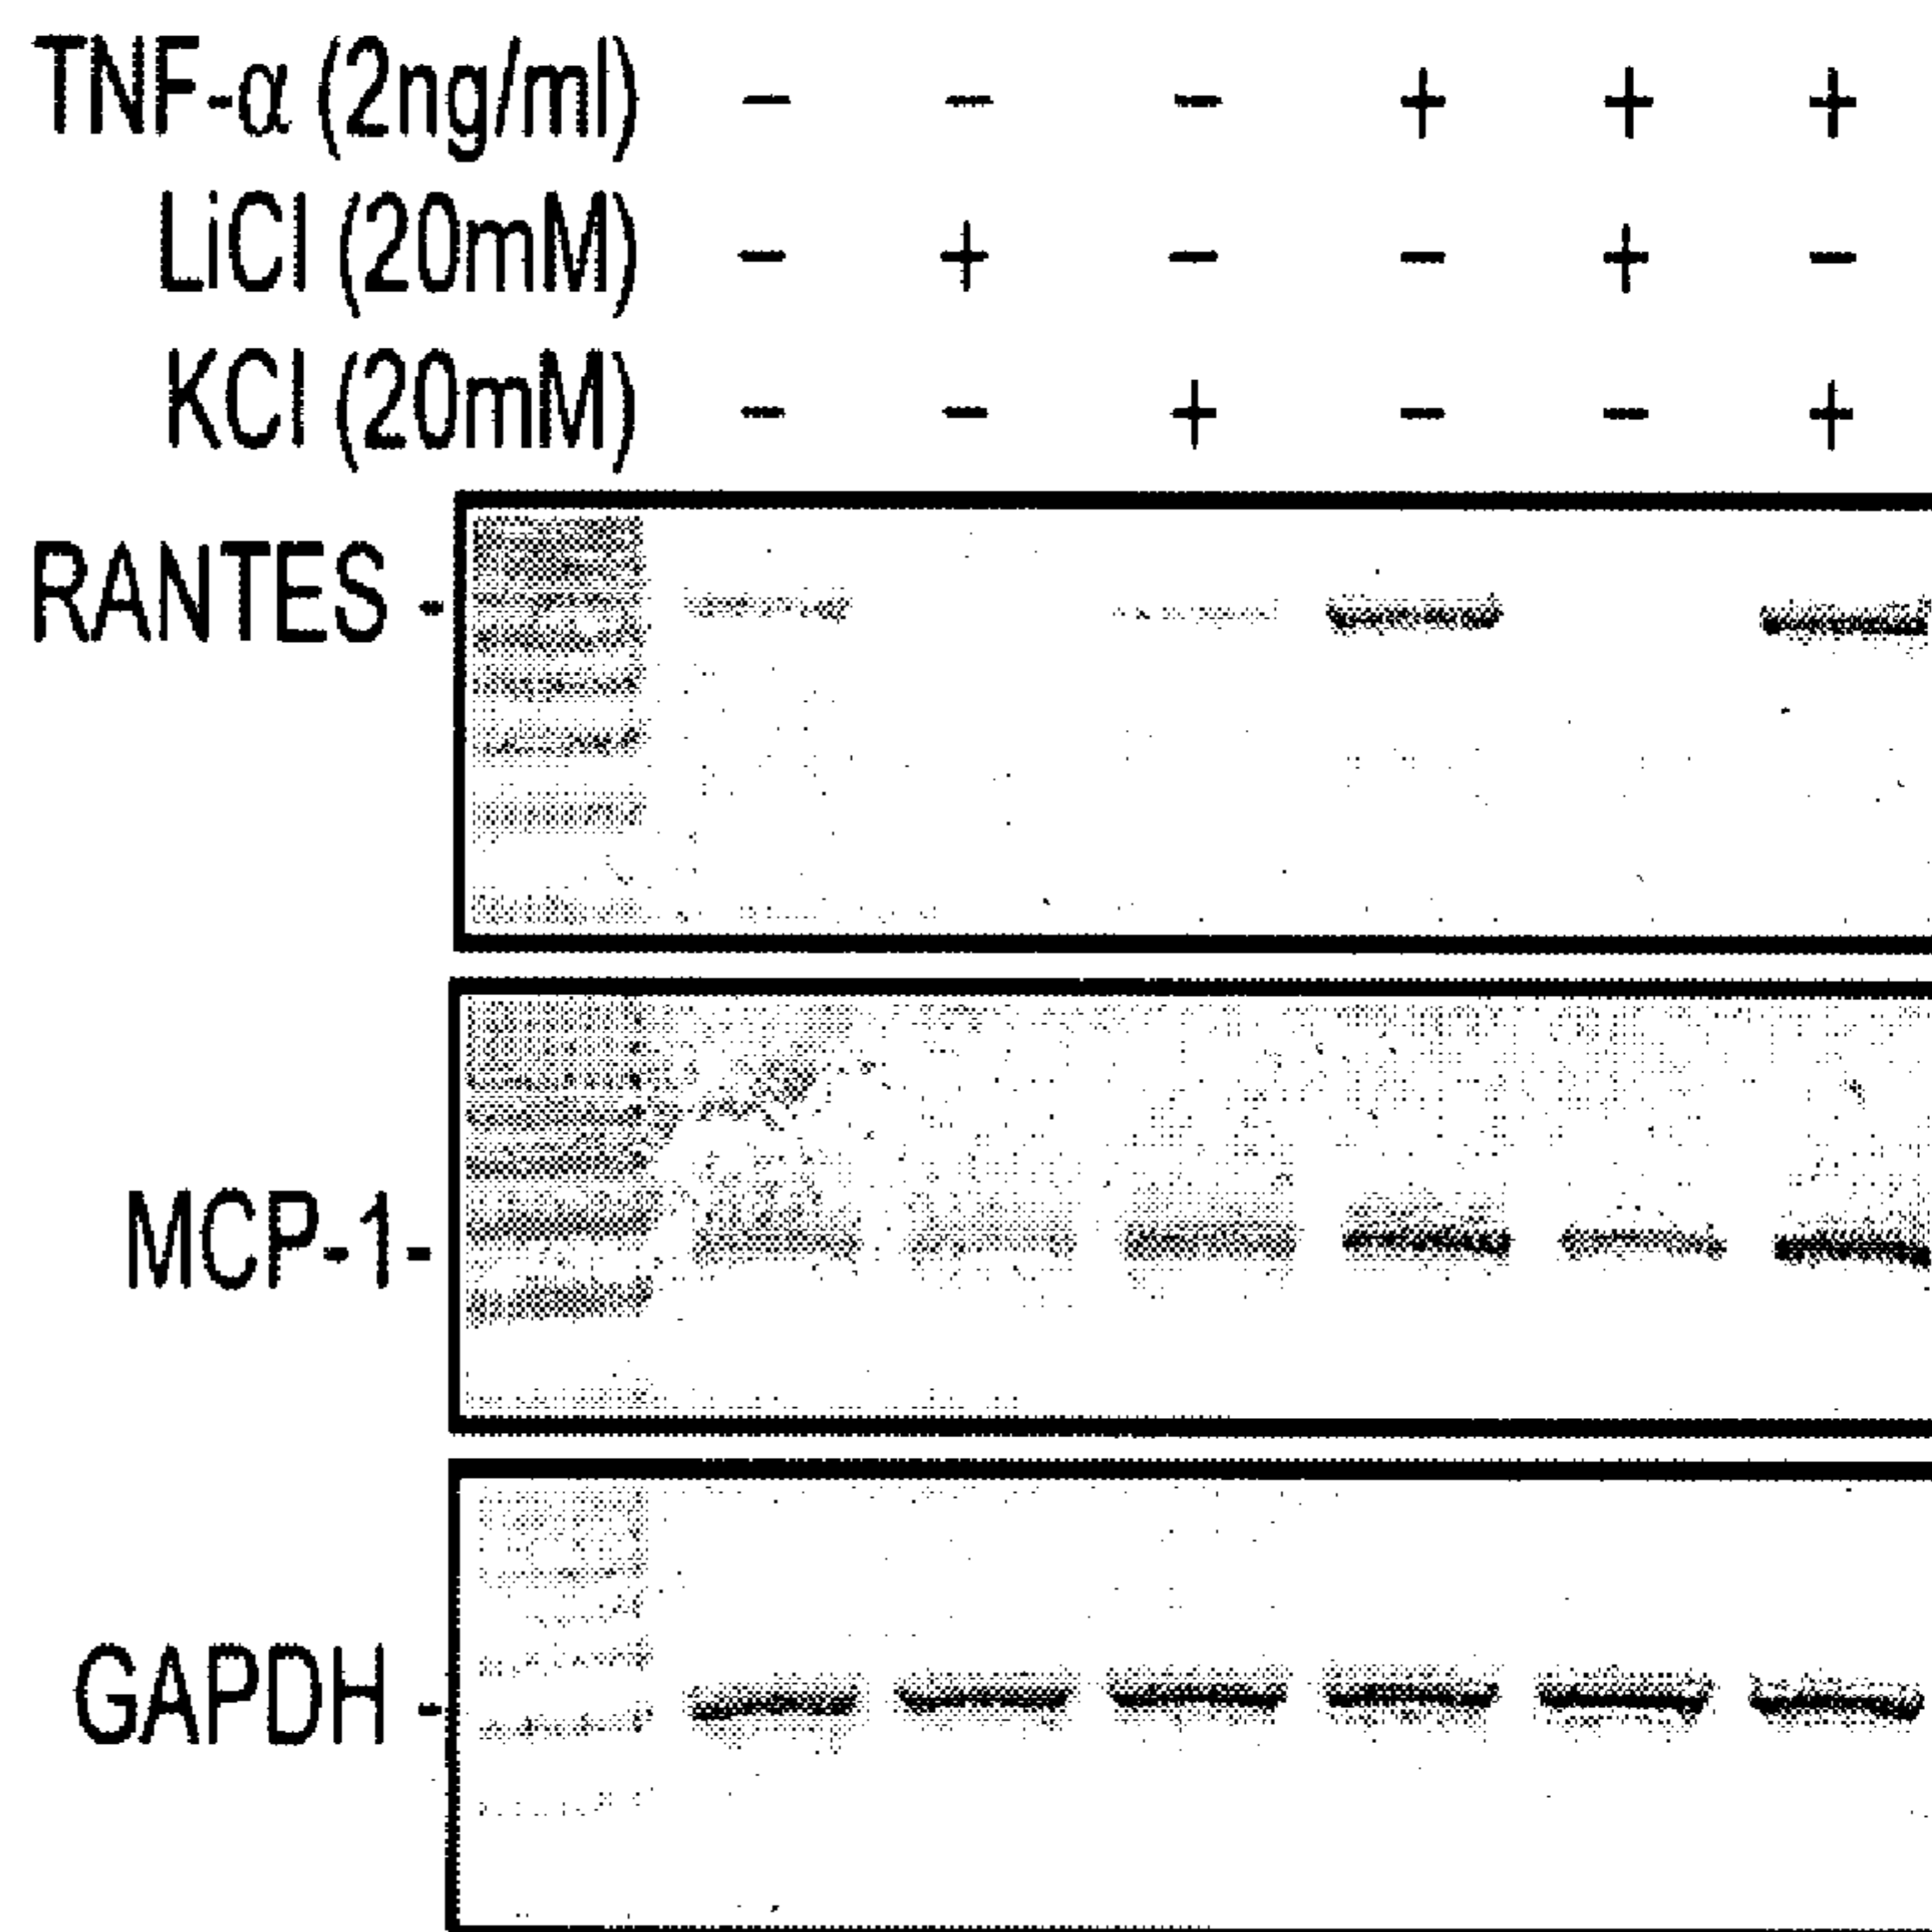 TNF-α (2ng/ml) – – – + + +
LiCl (20mM) – + – – + –
KCl (20mM) – – + – – +
RANTES -
MCP-1-
GAPDH -